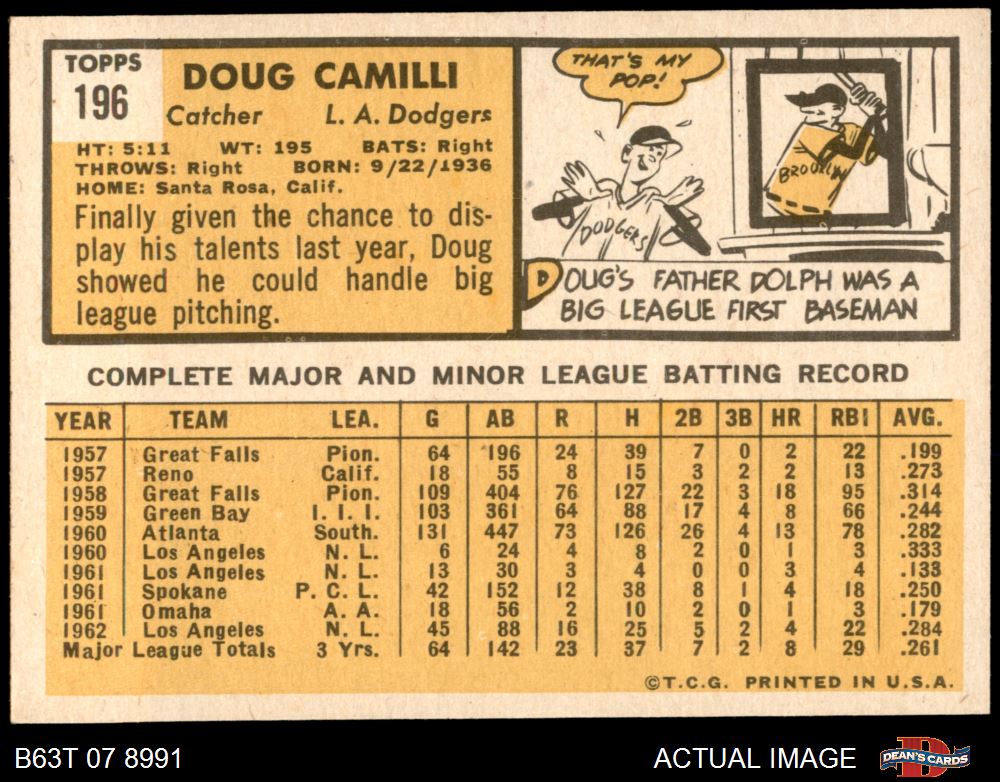 TOPPS
196
DOUG CAMILLI
Catcher L. A. Dodgers
HT: 5:11 WT: 195 BATS: Right
THROWS: Right BORN: 9/22/1936
HOME: Santa Rosa, Calif.
Finally given the chance to dis-
play his talents last year, Doug
showed he could handle big
league pitching.
THAT'S MY
POP!
BROOKLYN
DODGERS
DOUG'S FATHER DOLPH WAS A
BIG LEAGUE FIRST BASEMAN
COMPLETE MAJOR AND MINOR LEAGUE BATTING RECORD
YEAR TEAM LEA. G AB R H 2B 3B HR RBI AVG.
1957 Great Falls Pion. 64 196 24 39 7 0 2 22 .199
1957 Reno Calif. 18 55 8 15 3 2 2 13 .273
1958 Great Falls Pion. 109 404 76 127 22 3 18 95 .314
1959 Green Bay I. I. I. 103 361 64 88 17 4 8 66 .244
1960 Atlanta South. 131 447 73 126 26 4 13 78 .282
1960 Los Angeles N. L. 6 24 4 8 2 0 1 3 .333
1961 Los Angeles N. L. 13 30 3 4 0 0 3 4 .133
1961 Spokane P. C. L. 42 152 12 38 8 1 4 18 .250
1961 Omaha A. A. 18 56 2 10 2 0 1 3 .179
1962 Los Angeles N. L. 45 88 16 25 5 2 4 22 .284
Major League Totals 3 Yrs. 64 142 23 37 7 2 8 29 .261
©T.C.G. PRINTED IN U.S.A.
B63T 07 8991 ACTUAL IMAGE DEAN'S CARDS